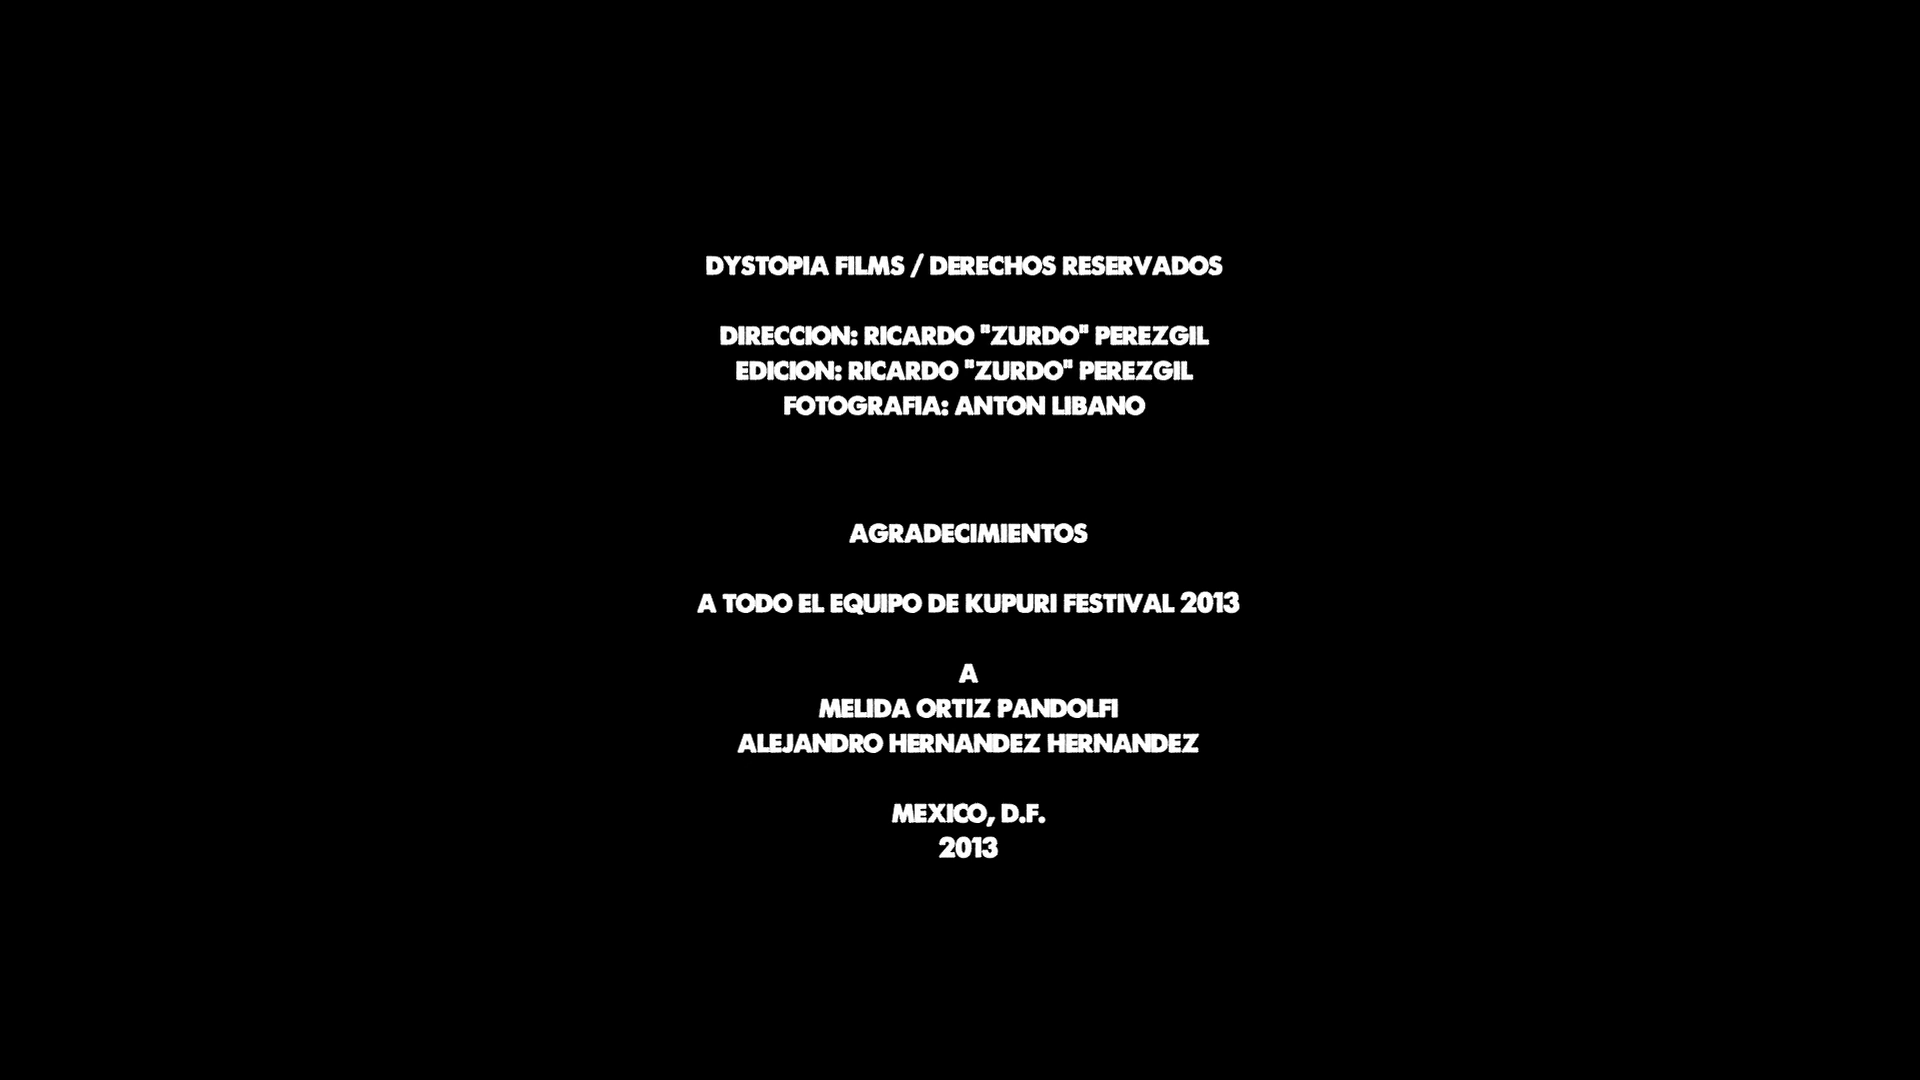 DYSTOPIA FILMS / DERECHOS RESERVADOS
DIRECCION: RICARDO "ZURDO" PEREZGIL
EDICION: RICARDO "ZURDO" PEREZGIL
FOTOGRAFIA: ANTON LIBANO
AGRADECIMIENTOS
A TODO EL EQUIPO DE KUPURI FESTIVAL 2013
A
MELIDA ORTIZ PANDOLFI
ALEJANDRO HERNANDEZ HERNANDEZ
MEXICO, D.F.
2013